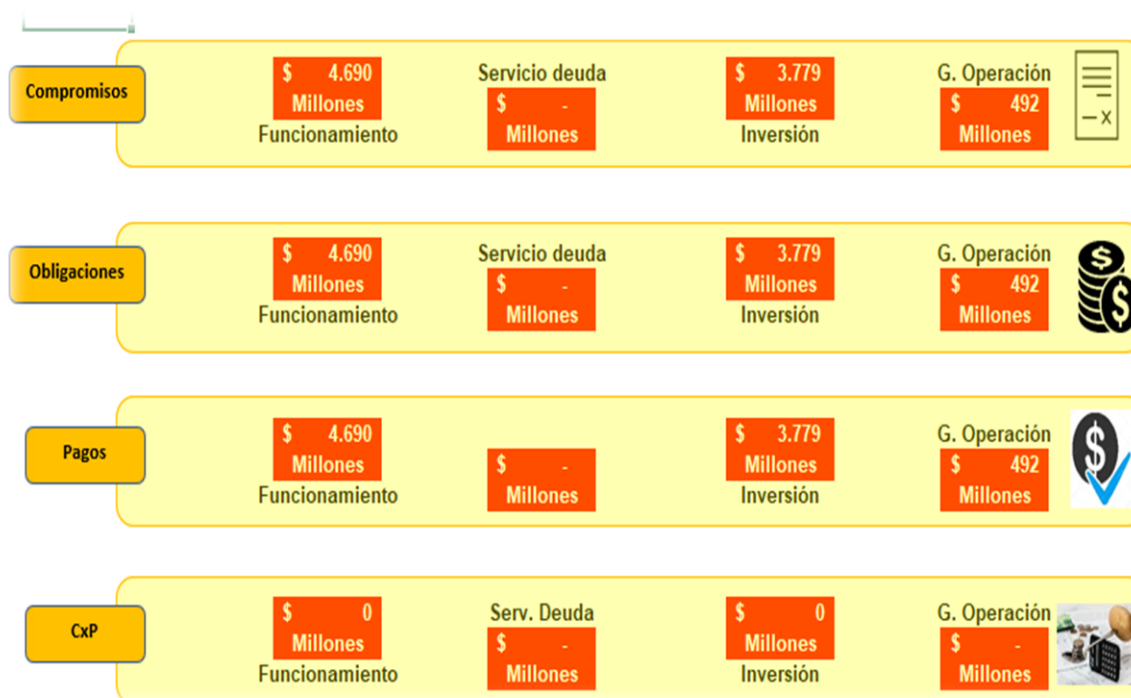 Compromisos
$ 4.690
Millones
Funcionamiento
Servicio deuda
$ -
Millones
$ 3.779
Millones
Inversión
G. Operación
$ 492
Millones
Obligaciones
$ 4.690
Millones
Funcionamiento
Servicio deuda
$ -
Millones
$ 3.779
Millones
Inversión
G. Operación
$ 492
Millones
Pagos
$ 4.690
Millones
Funcionamiento
$ -
Millones
$ 3.779
Millones
Inversión
G. Operación
$ 492
Millones
CxP
$ 0
Millones
Funcionamiento
Serv. Deuda
$ -
Millones
$ 0
Millones
Inversión
G. Operación
$ -
Millones